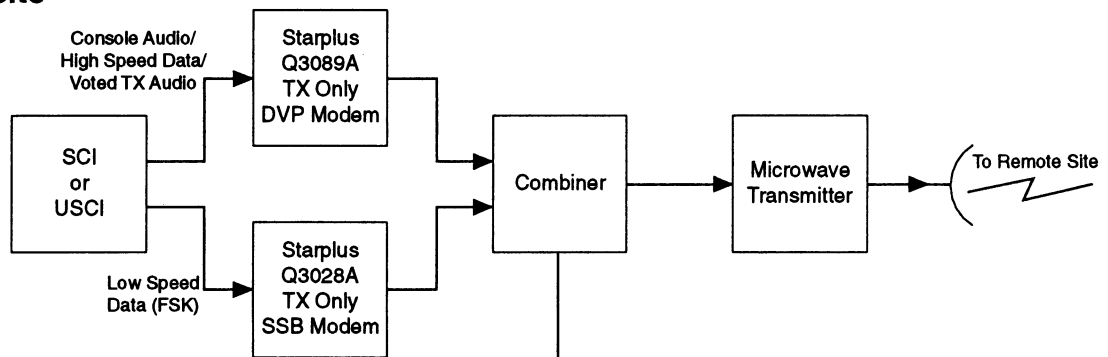 Console Audio/
High Speed Data/
Voted TX Audio
Starplus
Q3089A
TX Only
DVP Modem
SCI
or
USCI
Combiner
Microwave
Transmitter
To Remote Site
Low Speed
Data (FSK)
Starplus
Q3028A
TX Only
SSB Modem